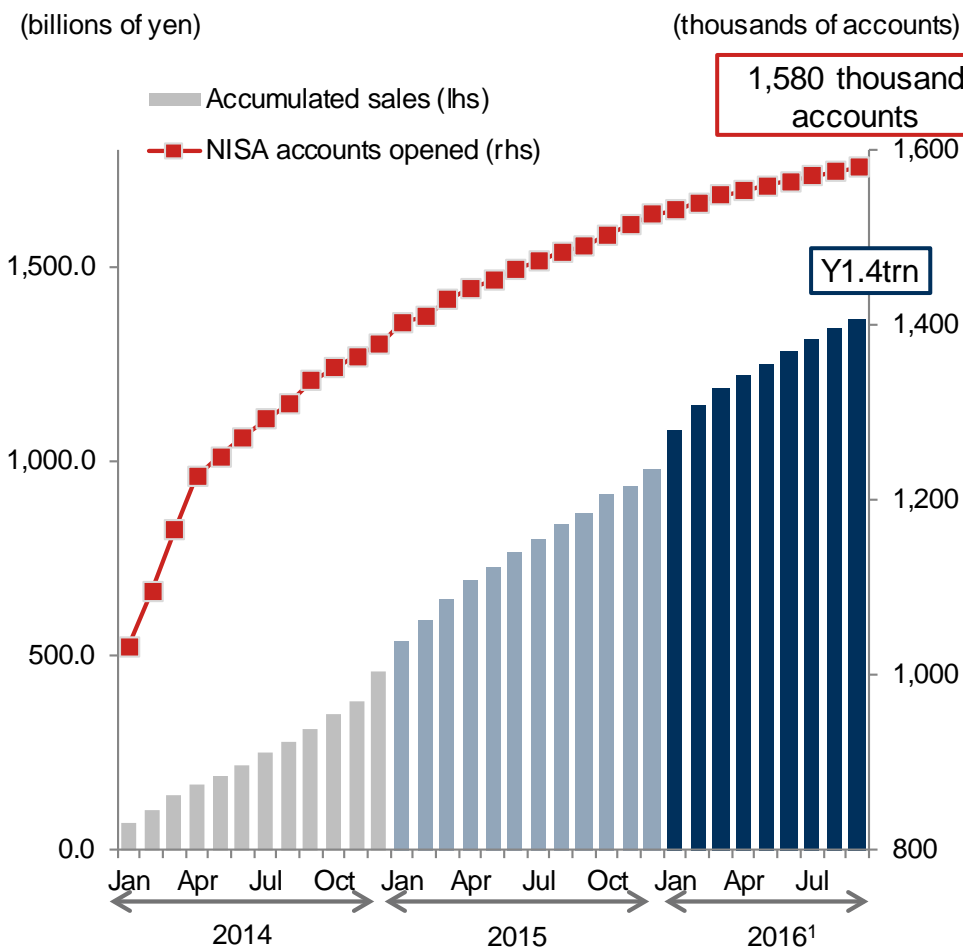 (billions of yen)
(thousands of accounts)
1,580 thousand
accounts
Accumulated sales (lhs)
NISA accounts opened (rhs)
1,600
1,500.0
Y1.4trn
1,400
1,000.0
1,200
500.0
1,000
0.0
800
Jan Apr Jul Oct Jan Apr Jul Oct Jan Apr Jul
2014 2015 2016¹